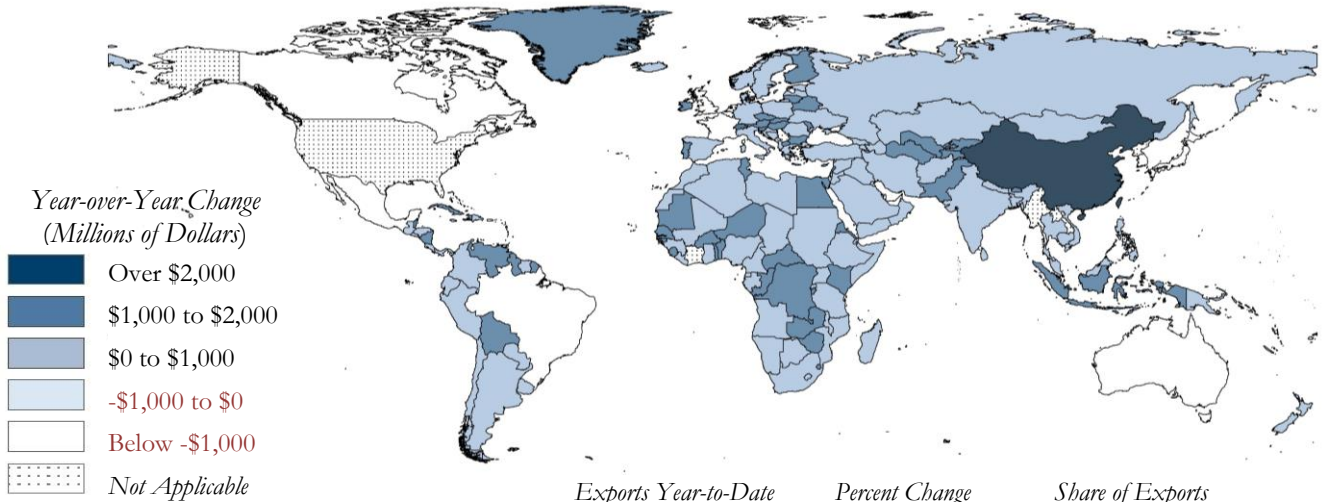 Year-over-Year Change
(Millions of Dollars)
Over $2,000
$1,000 to $2,000
$0 to $1,000
-$1,000 to $0
Below -$1,000
Not Applicable
Exports Year-to-Date Percent Change Share of Exports